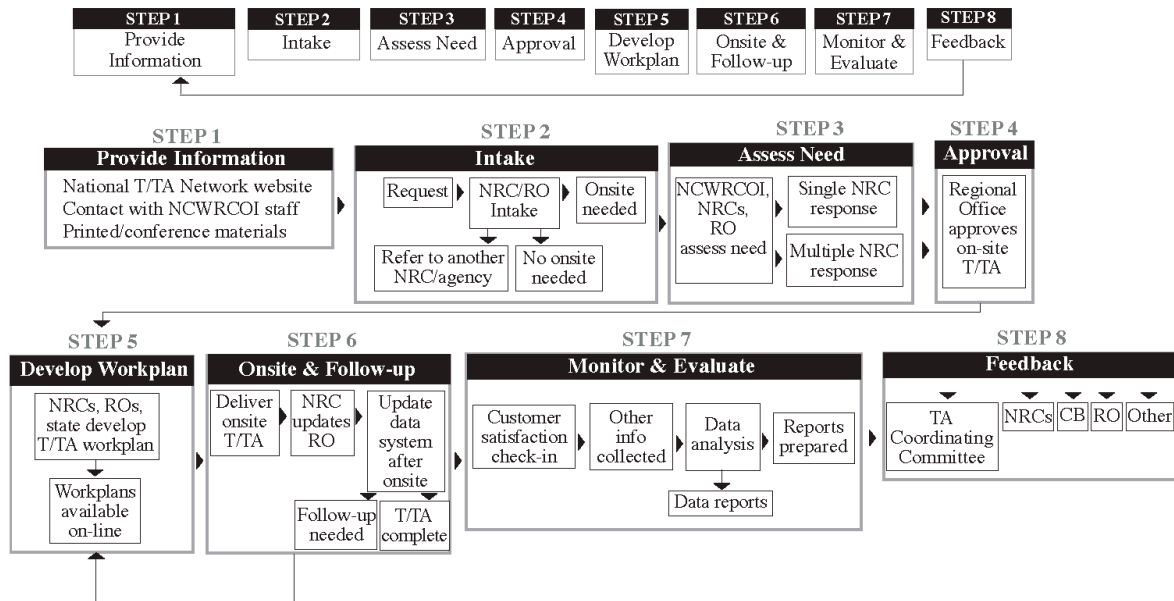 STEP 1
Provide
Information
STEP 2
Intake
STEP 3
Assess Need
STEP 4
Approval
STEP 5
Develop
Workplan
STEP 6
Onsite &
Follow-up
STEP 7
Monitor &
Evaluate
STEP 8
Feedback
STEP 1
Provide Information
National T/TA Network website
Contact with NCWRCOI staff
Printed/conference materials
STEP 2
Intake
Request
NRC/RO
Intake
Onsite
needed
Refer to another
NRC/agency
No onsite
needed
STEP 3
Assess Need
NCWRCOI,
NRCs,
RO
assess need
Single NRC
response
Multiple NRC
response
STEP 4
Approval
Regional
Office
approves
on-site
T/TA
STEP 5
Develop Workplan
NRCs, ROs,
state develop
T/TA workplan
Workplans
available
on-line
STEP 6
Onsite & Follow-up
Deliver
onsite
T/TA
NRC
updates
RO
Update
data
system
after
onsite
Follow-up
needed
T/TA
complete
STEP 7
Monitor & Evaluate
Customer
satisfaction
check-in
Other
info
collected
Data
analysis
Reports
prepared
Data reports
STEP 8
Feedback
TA
Coordinating
Committee
NRCs
CB
RO
Other